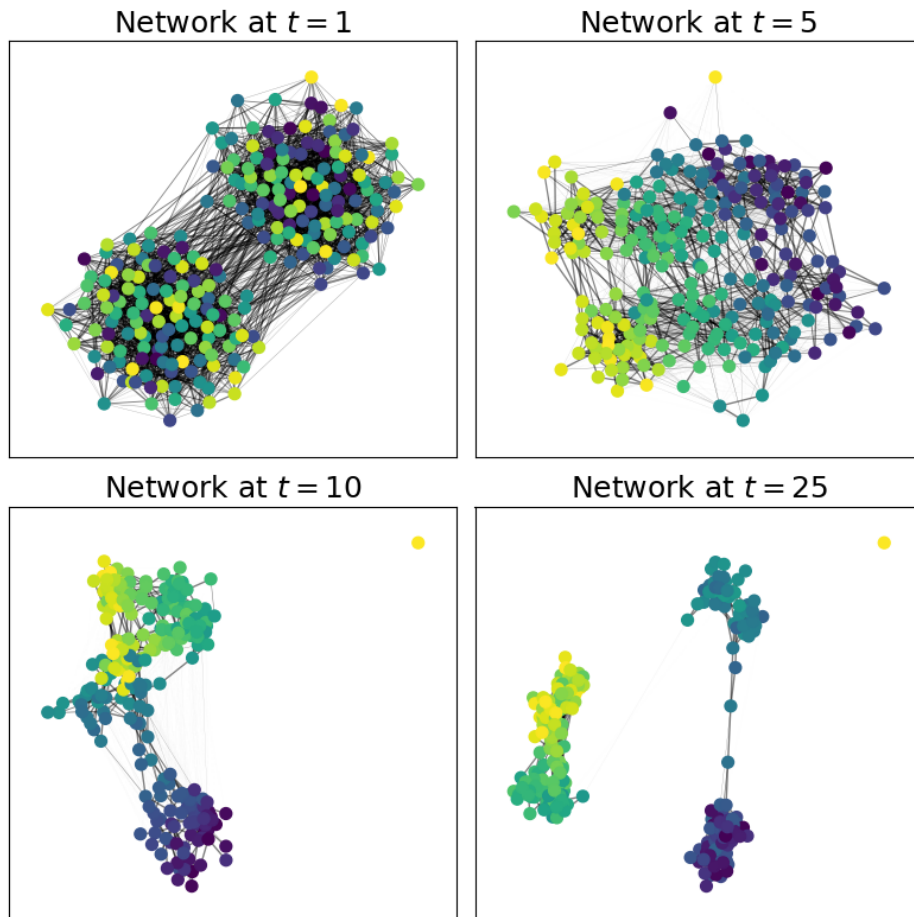 Network at t = 1
Network at t = 5
Network at t = 10
Network at t = 25